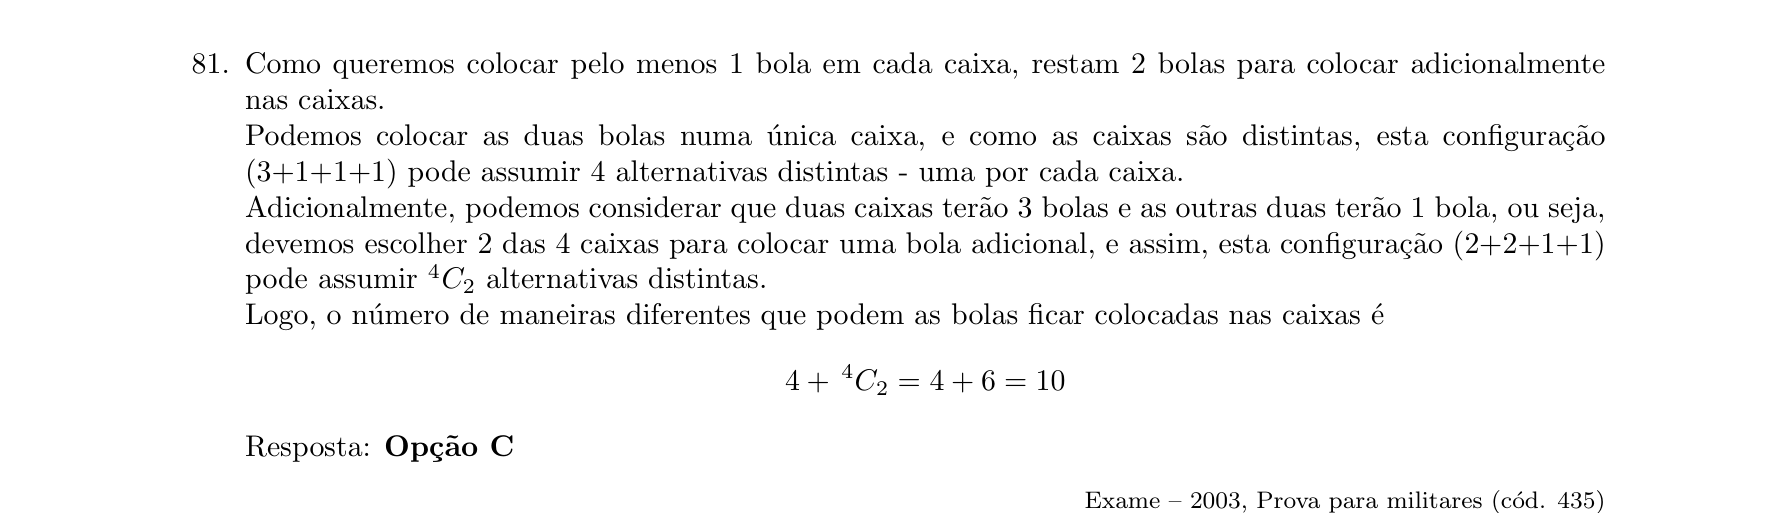 81. Como queremos colocar pelo menos 1 bola em cada caixa, restam 2 bolas para colocar adicionalmente
nas caixas.
Podemos colocar as duas bolas numa única caixa, e como as caixas são distintas, esta configuração
(3+1+1+1) pode assumir 4 alternativas distintas - uma por cada caixa.
Adicionalmente, podemos considerar que duas caixas terão 3 bolas e as outras duas terão 1 bola, ou seja,
devemos escolher 2 das 4 caixas para colocar uma bola adicional, e assim, esta configuração (2+2+1+1)
pode assumir ⁴C₂ alternativas distintas.
Logo, o número de maneiras diferentes que podem as bolas ficar colocadas nas caixas é
4 + ⁴C₂ = 4 + 6 = 10
Resposta: Opção C
Exame – 2003, Prova para militares (cód. 435)